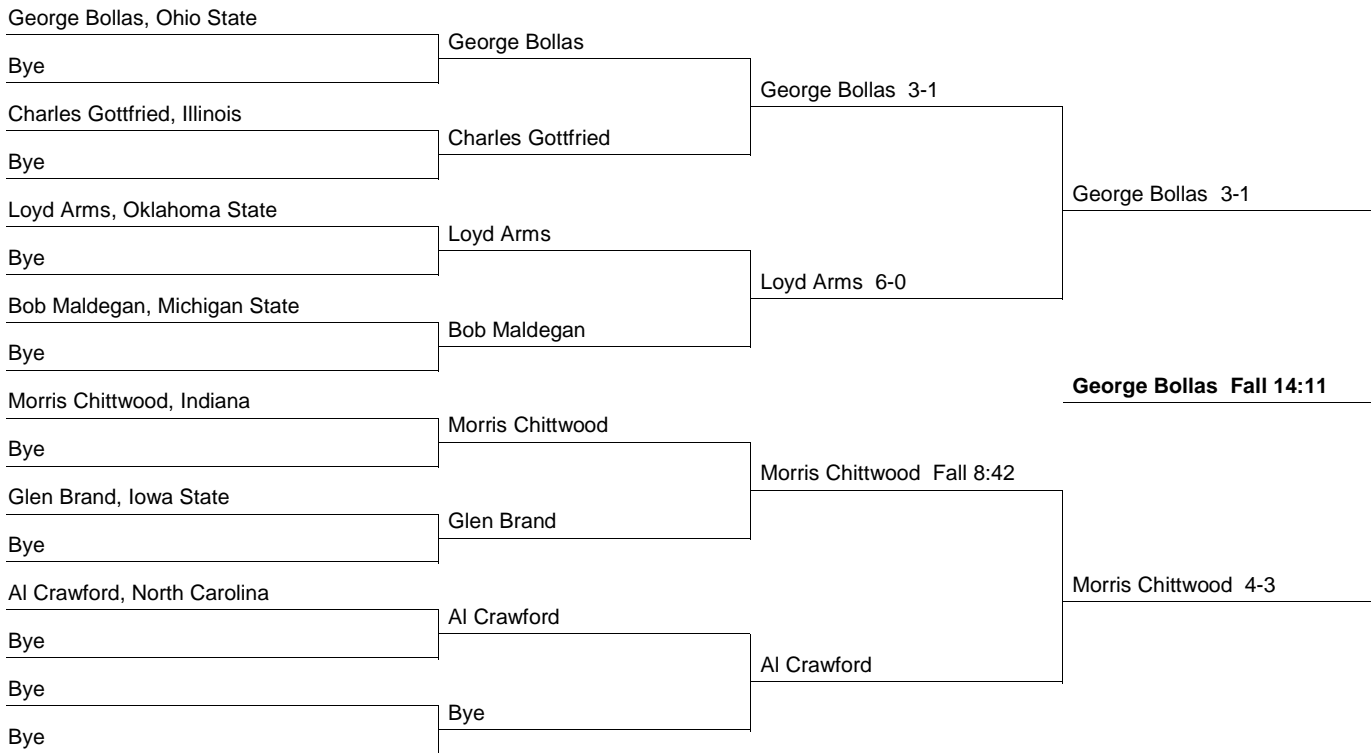 George Bollas, Ohio State
Bye
Charles Gottfried, Illinois
Bye
Loyd Arms, Oklahoma State
Bye
Bob Maldegan, Michigan State
Bye
Morris Chittwood, Indiana
Bye
Glen Brand, Iowa State
Bye
Al Crawford, North Carolina
Bye
Bye
Bye
George Bollas
Charles Gottfried
Loyd Arms
Bob Maldegan
Morris Chittwood
Glen Brand
Al Crawford
Bye
George Bollas 3-1
Loyd Arms 6-0
Morris Chittwood Fall 8:42
Al Crawford
George Bollas 3-1
Morris Chittwood 4-3
George Bollas Fall 14:11